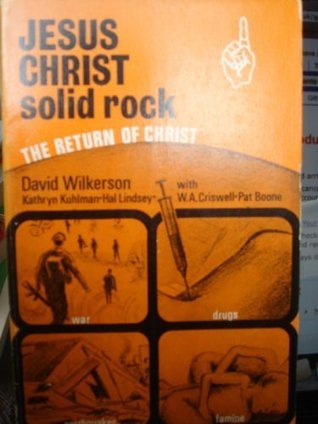 JESUS
CHRIST
solid rock
THE RETURN OF CHRIST
David Wilkerson with
Kathryn Kuhlman-Hal Lindsey- W.A.Criswell-Pat Boone
war
drugs
famine